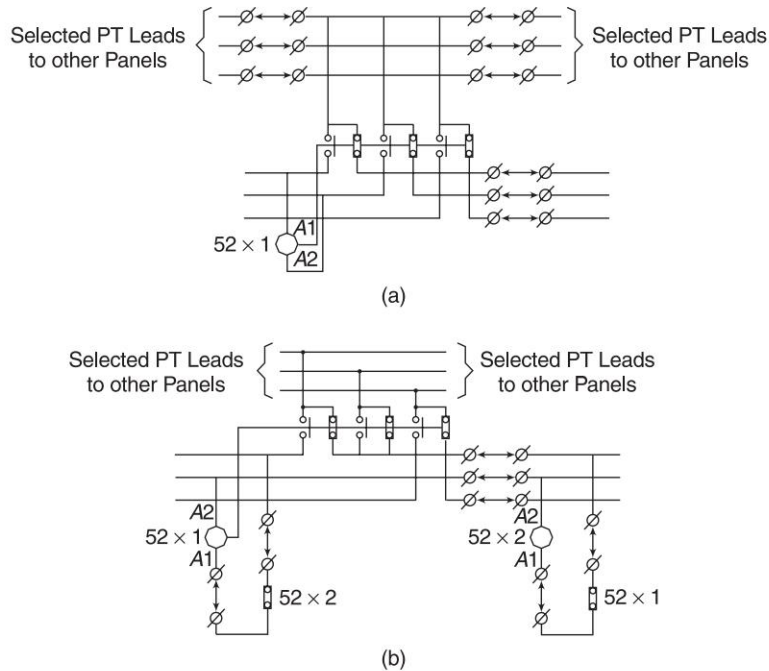 Selected PT Leads
to other Panels
Selected PT Leads
to other Panels
A1
52 × 1
A2
(a)
Selected PT Leads
to other Panels
Selected PT Leads
to other Panels
A2
52 × 1
A1
52 × 2
A2
52 × 2
A1
52 × 1
(b)